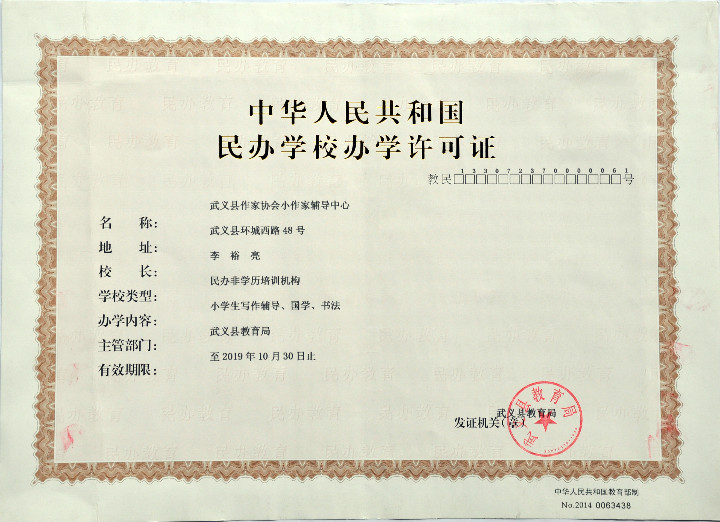 中华人民共和国
民办学校办学许可证
教民133072370000061号
名 称: 武义县作家协会小作家辅导中心
地 址: 武义县环城西路48号
校 长: 李裕亮
学校类型: 民办非学历培训机构
办学内容: 小学生写作辅导、国学、书法
主管部门: 武义县教育局
有效期限: 至2019年10月30日止
武义县教育局
发证机关(章)
武义县教育局
中华人民共和国教育部制
No.2014 0063438